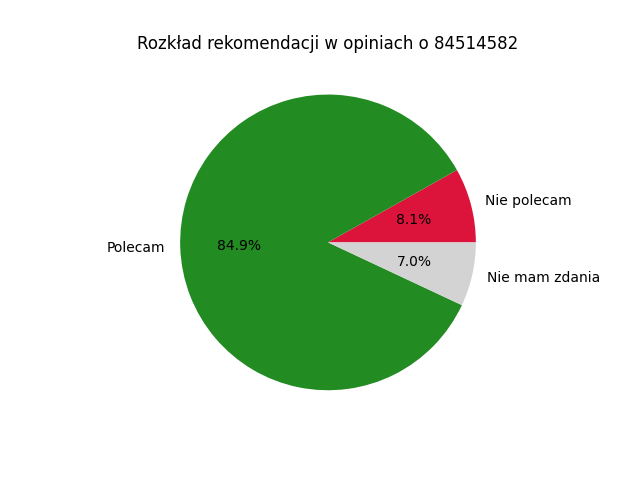 Rozkład rekomendacji w opiniach o 84514582
Nie polecam
8.1%
Polecam
84.9%
7.0%
Nie mam zdania